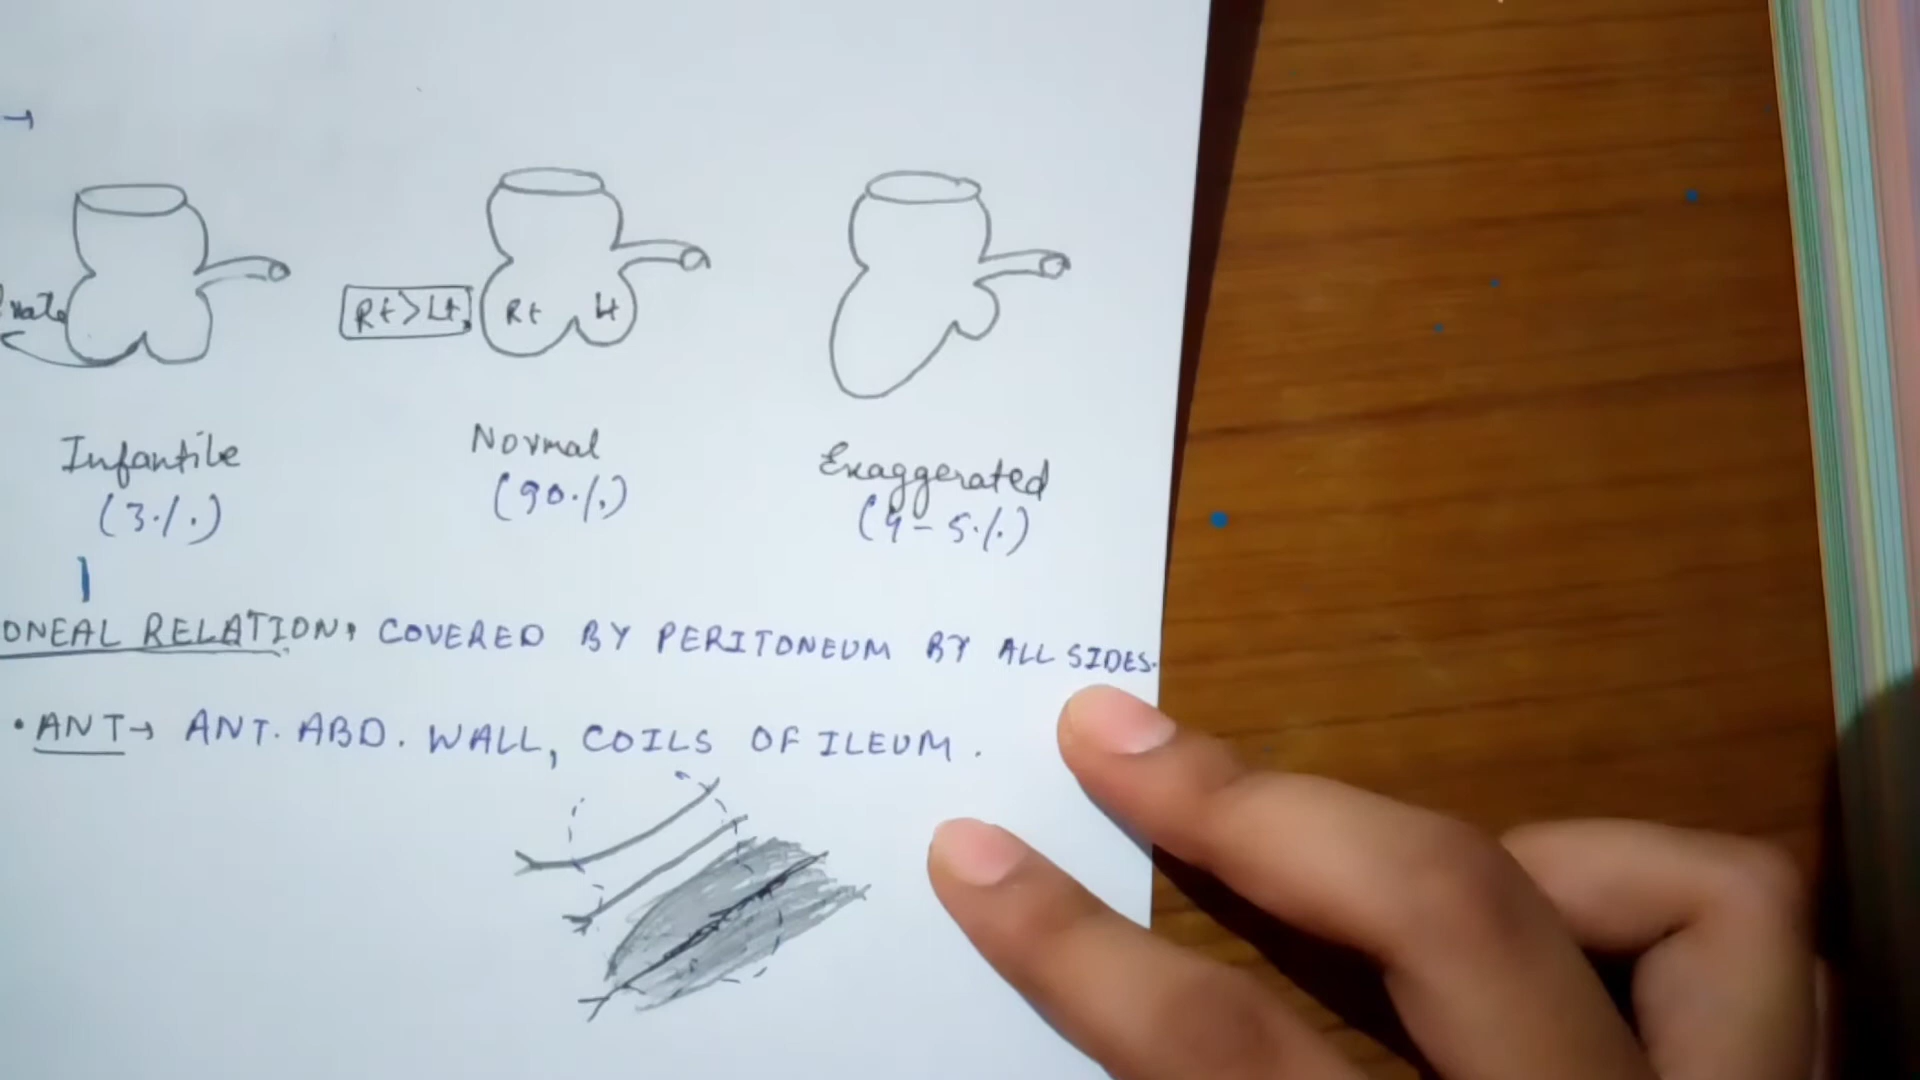 Rt>Lt.
Rt Lt
Infantile
(3%)
Normal
(90%)
Exaggerated
(4-5%)
ONEAL RELATION, COVERED BY PERITONEUM BY ALL SIDES.
• ANT→ ANT. ABD. WALL, COILS OF ILEUM.